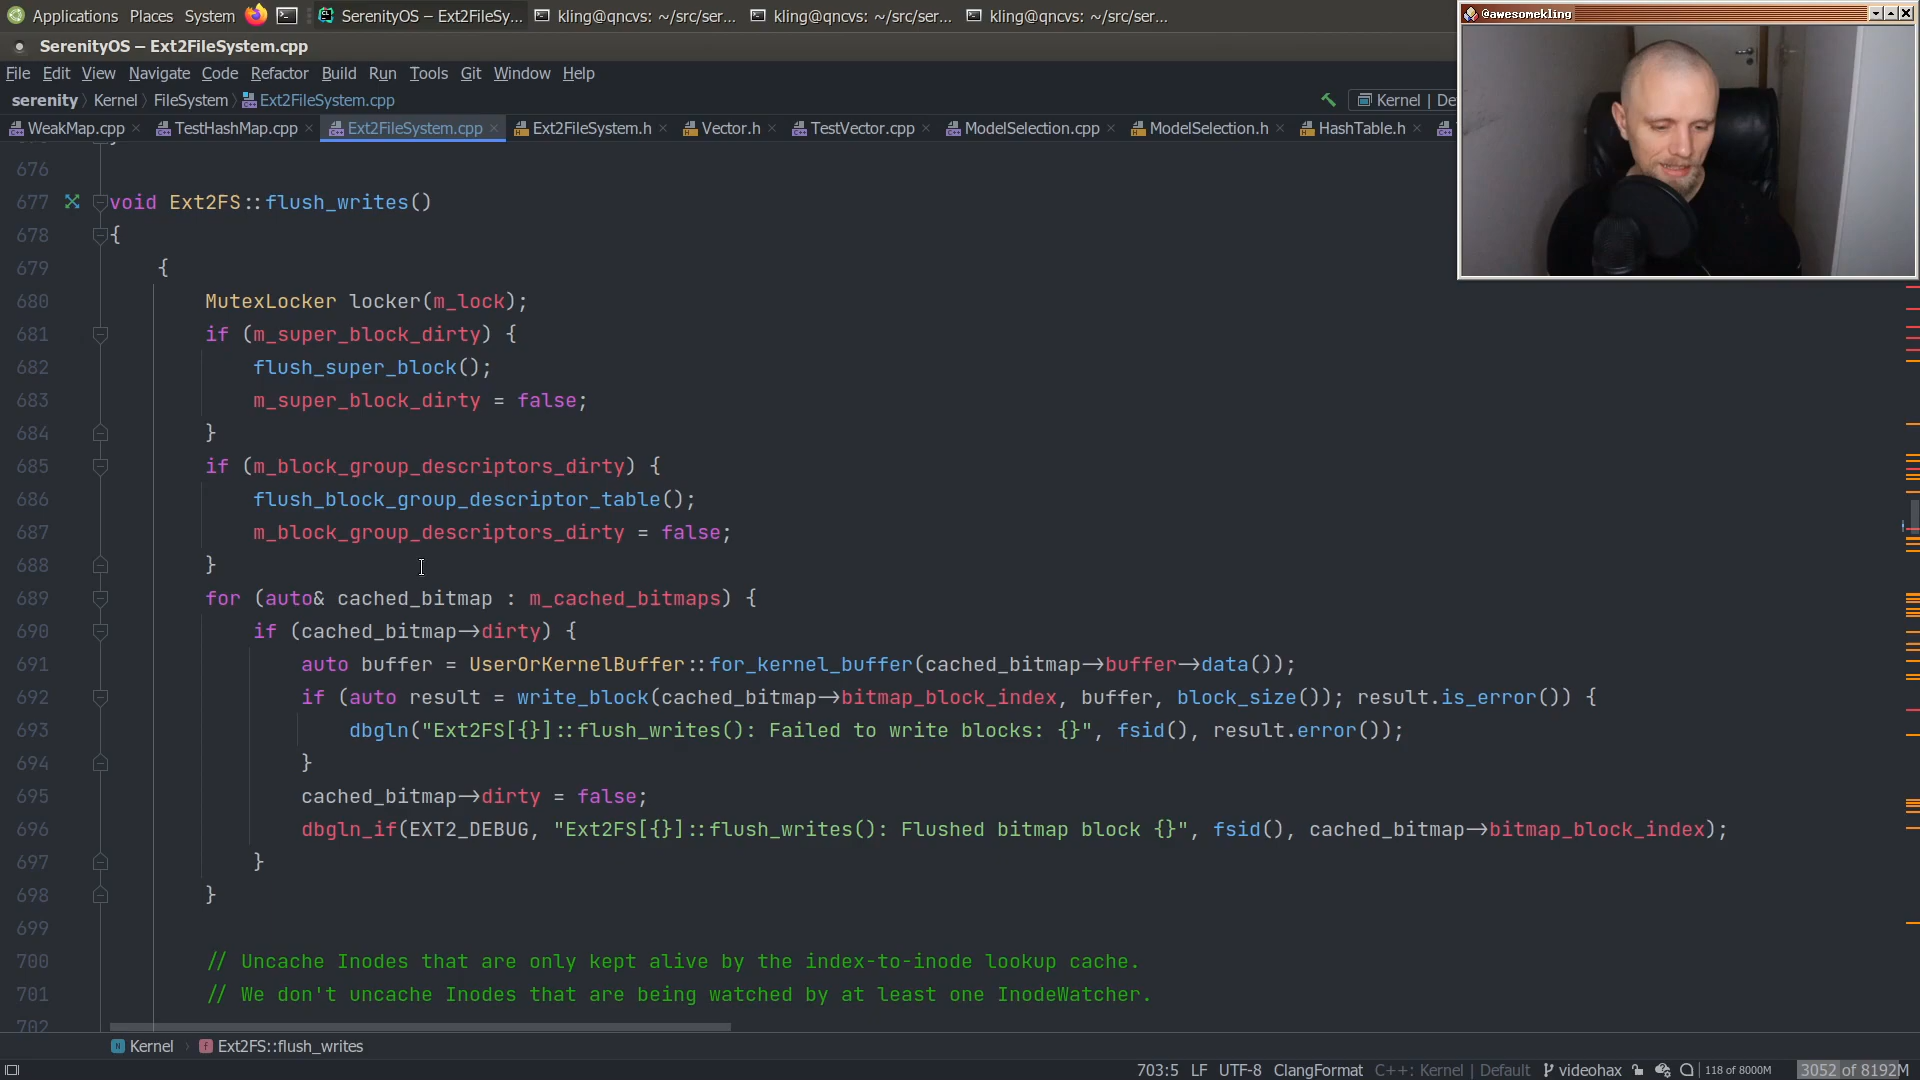 Applications Places System SerenityOS – Ext2FileSy... kling@qncvs: ~/src/ser... kling@qncvs: ~/src/ser... kling@qncvs: ~/src/ser...
@awesomekling
SerenityOS – Ext2FileSystem.cpp
File Edit View Navigate Code Refactor Build Run Tools Git Window Help
serenity Kernel FileSystem Ext2FileSystem.cpp Kernel | De
WeakMap.cpp TestHashMap.cpp Ext2FileSystem.cpp Ext2FileSystem.h Vector.h TestVector.cpp ModelSelection.cpp ModelSelection.h HashTable.h
676
677 void Ext2FS::flush_writes()
678 {
679 {
680 MutexLocker locker(m_lock);
681 if (m_super_block_dirty) {
682 flush_super_block();
683 m_super_block_dirty = false;
684 }
685 if (m_block_group_descriptors_dirty) {
686 flush_block_group_descriptor_table();
687 m_block_group_descriptors_dirty = false;
688 }
689 for (auto& cached_bitmap : m_cached_bitmaps) {
690 if (cached_bitmap->dirty) {
691 auto buffer = UserOrKernelBuffer::for_kernel_buffer(cached_bitmap->buffer->data());
692 if (auto result = write_block(cached_bitmap->bitmap_block_index, buffer, block_size()); result.is_error()) {
693 dbgln("Ext2FS[{}]::flush_writes(): Failed to write blocks: {}", fsid(), result.error());
694 }
695 cached_bitmap->dirty = false;
696 dbgln_if(EXT2_DEBUG, "Ext2FS[{}]::flush_writes(): Flushed bitmap block {}", fsid(), cached_bitmap->bitmap_block_index);
697 }
698 }
699
700 // Uncache Inodes that are only kept alive by the index-to-inode lookup cache.
701 // We don't uncache Inodes that are being watched by at least one InodeWatcher.
702
Kernel Ext2FS::flush_writes
703:5 LF UTF-8 ClangFormat C++: Kernel | Default videohax 118 of 8000M 3052 of 8192M